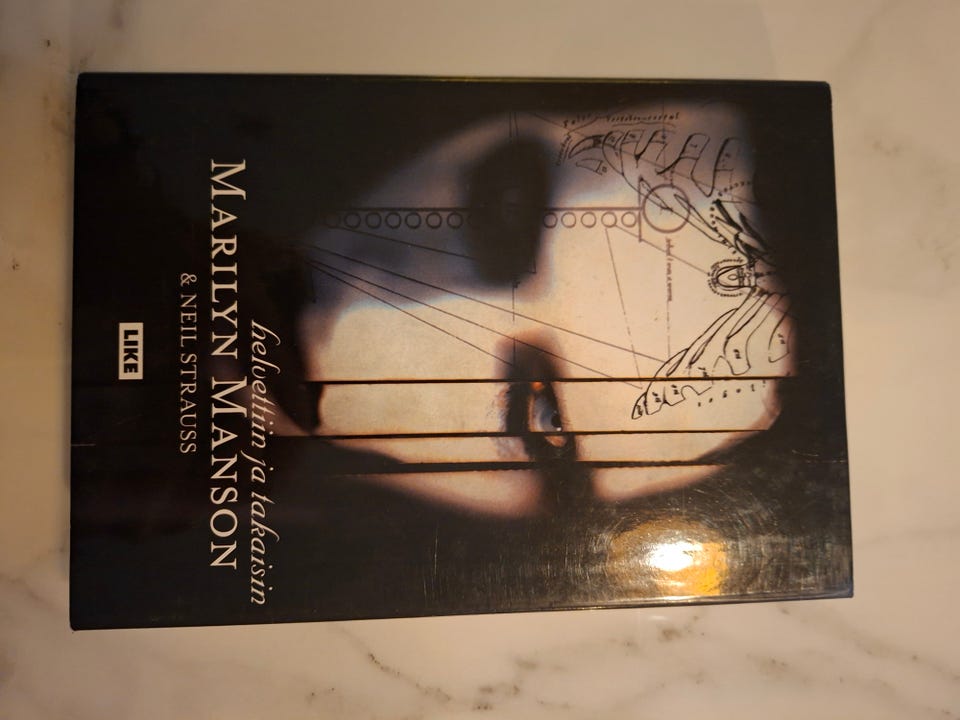 helvettiin ja takaisin
MARILYN MANSON
& NEIL STRAUSS
LIKE